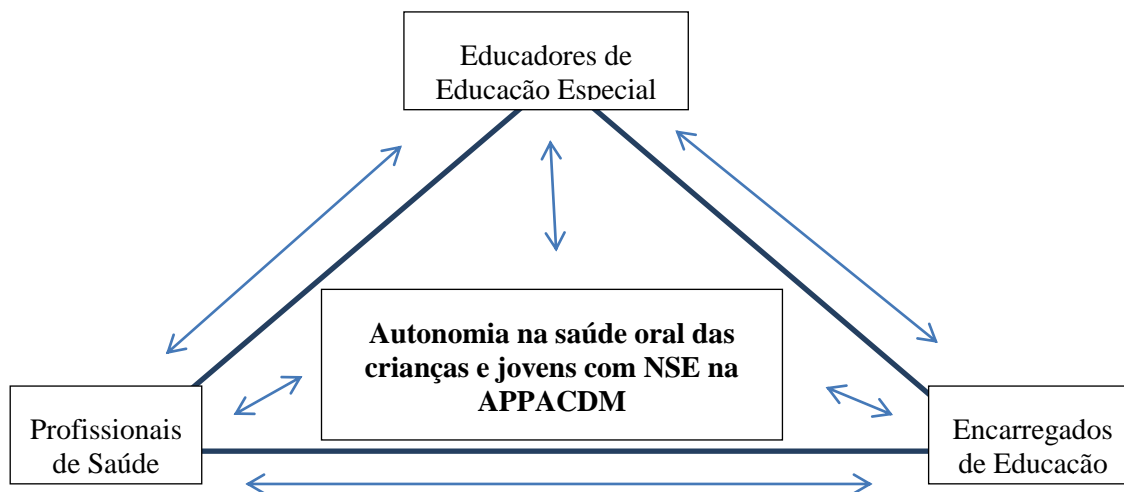 Educadores de
Educação Especial
Autonomia na saúde oral das
crianças e jovens com NSE na
APPACDM
Profissionais
de Saúde
Encarregados
de Educação